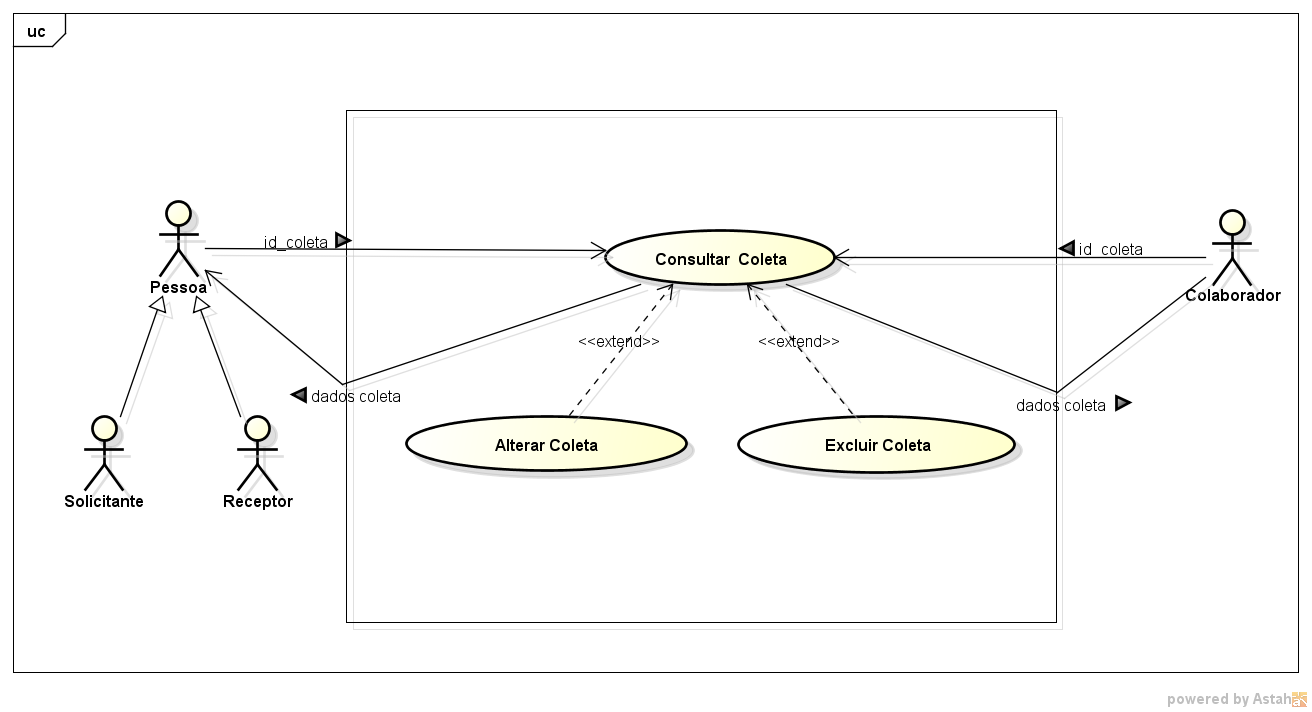 uc
id_coleta
id_coleta
Consultar  Coleta
Pessoa
Colaborador
<<extend>>
<<extend>>
dados coleta
dados coleta
Alterar Coleta
Excluir Coleta
Solicitante
Receptor
powered by Astah